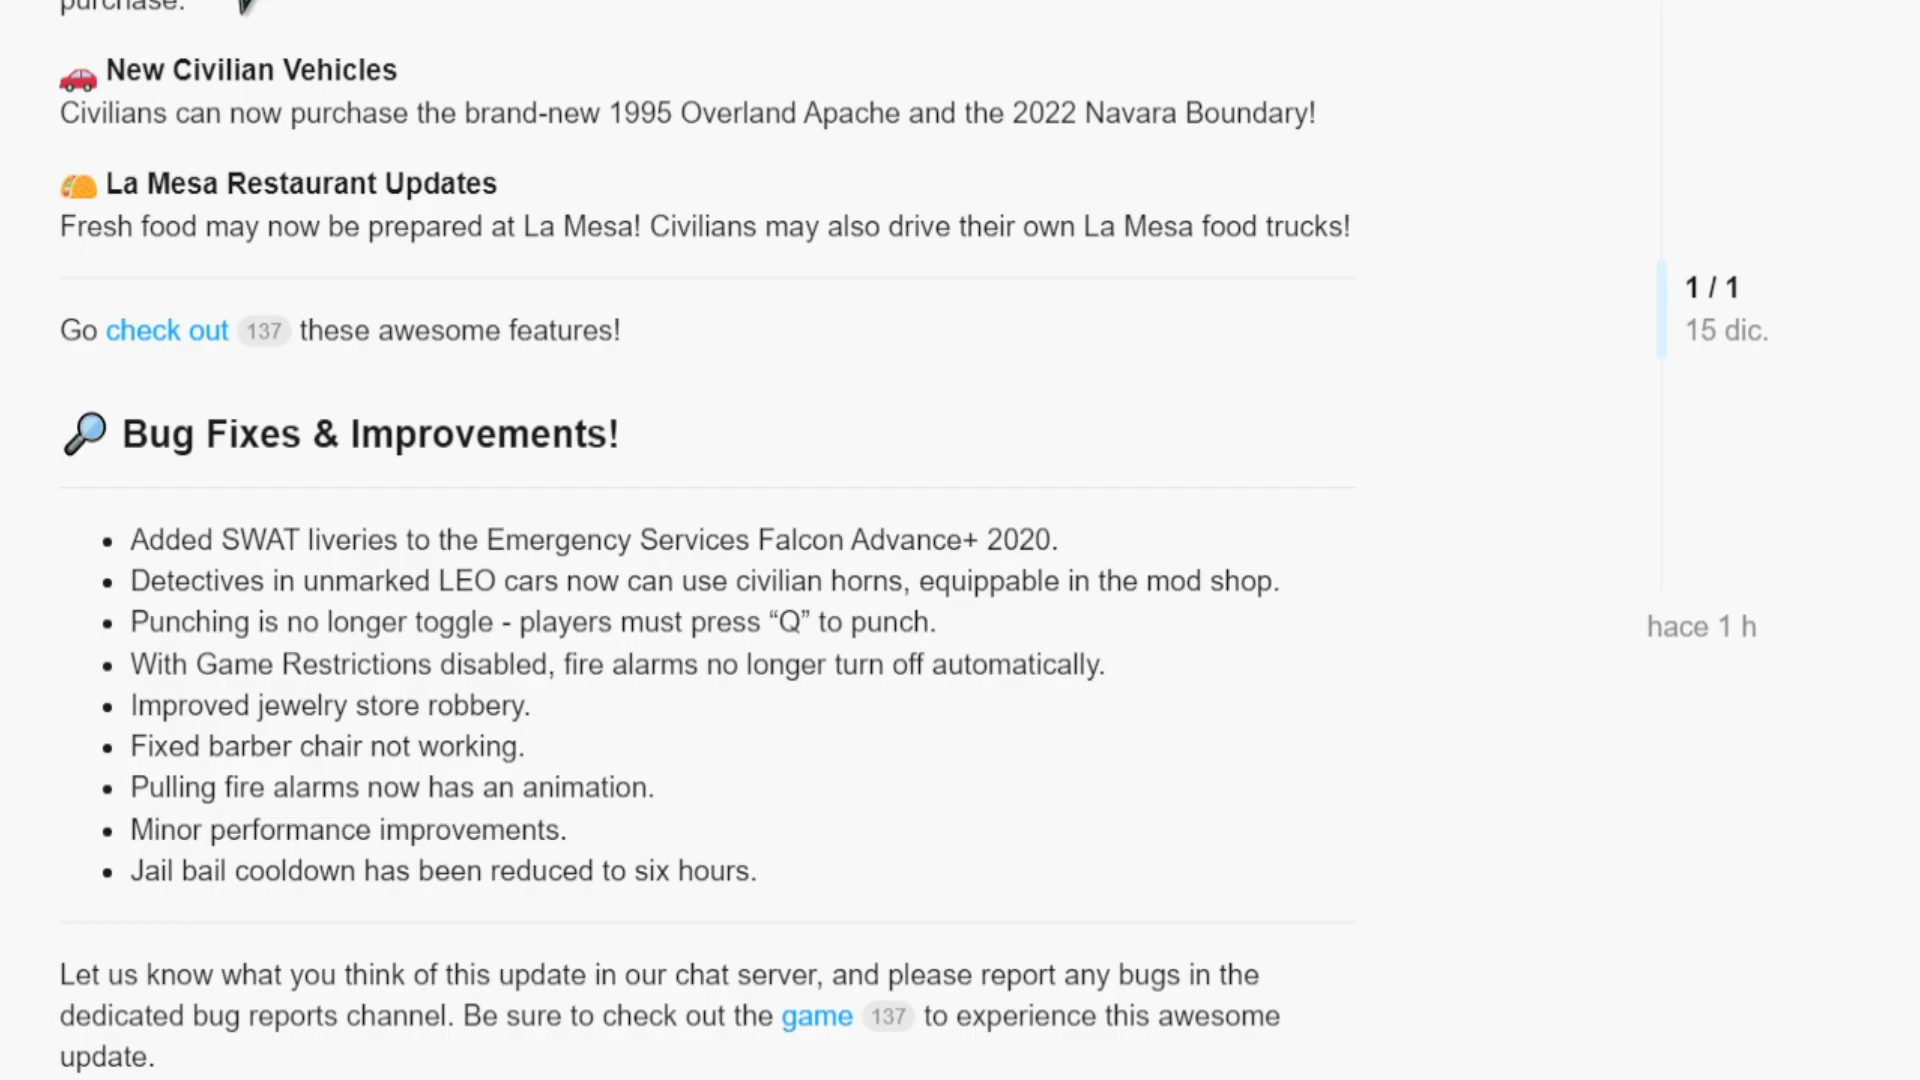 purchase.
New Civilian Vehicles
Civilians can now purchase the brand-new 1995 Overland Apache and the 2022 Navara Boundary!
La Mesa Restaurant Updates
Fresh food may now be prepared at La Mesa! Civilians may also drive their own La Mesa food trucks!
Go check out 137 these awesome features!
Bug Fixes & Improvements!
• Added SWAT liveries to the Emergency Services Falcon Advance+ 2020.
• Detectives in unmarked LEO cars now can use civilian horns, equippable in the mod shop.
• Punching is no longer toggle - players must press “Q” to punch.
• With Game Restrictions disabled, fire alarms no longer turn off automatically.
• Improved jewelry store robbery.
• Fixed barber chair not working.
• Pulling fire alarms now has an animation.
• Minor performance improvements.
• Jail bail cooldown has been reduced to six hours.
Let us know what you think of this update in our chat server, and please report any bugs in the
dedicated bug reports channel. Be sure to check out the game 137 to experience this awesome
update.
1 / 1
15 dic.
hace 1 h